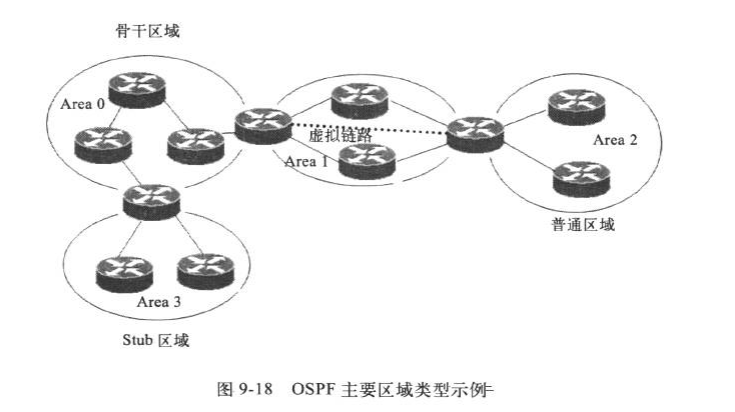 骨干区域
Area 0
虚拟链路
Area 1
Area 2
普通区域
Area 3
Stub 区域
图 9-18 OSPF 主要区域类型示例